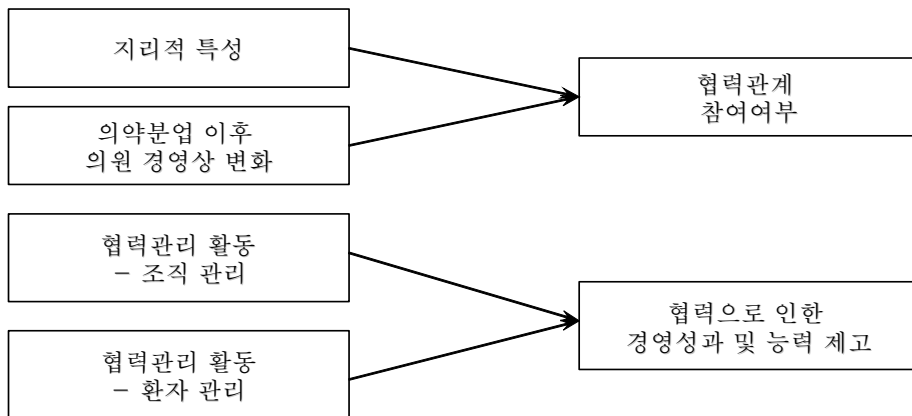 지리적 특성
의약분업 이후
의원 경영상 변화
협력관계
참여여부
협력관리 활동
- 조직 관리
협력관리 활동
- 환자 관리
협력으로 인한
경영성과 및 능력 제고